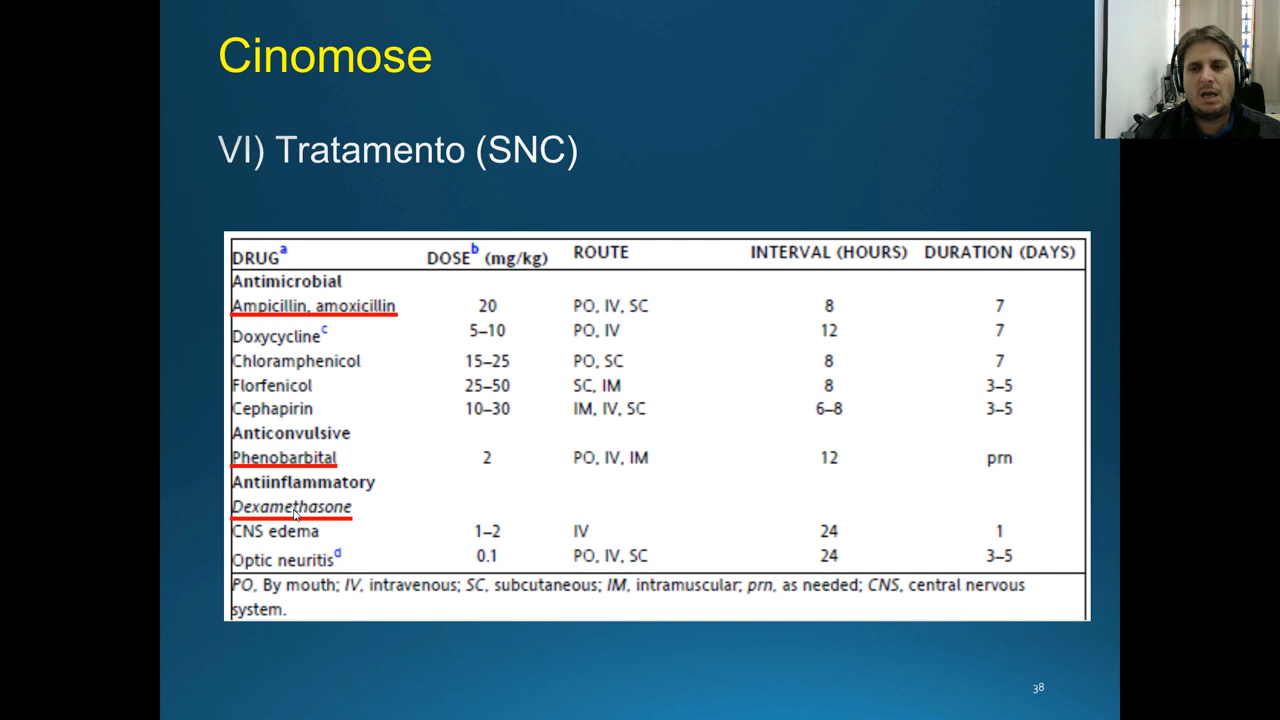 Cinomose
VI) Tratamento (SNC)
DRUGa DOSEb (mg/kg) ROUTE INTERVAL (HOURS) DURATION (DAYS)
Antimicrobial
Ampicillin, amoxicillin 20 PO, IV, SC 8 7
Doxycyclinec 5–10 PO, IV 12 7
Chloramphenicol 15–25 PO, SC 8 7
Florfenicol 25–50 SC, IM 8 3–5
Cephapirin 10–30 IM, IV, SC 6–8 3–5
Anticonvulsive
Phenobarbital 2 PO, IV, IM 12 prn
Antiinflammatory
Dexamethasone
CNS edema 1–2 IV 24 1
Optic neuritisd 0.1 PO, IV, SC 24 3–5
PO, By mouth; IV, intravenous; SC, subcutaneous; IM, intramuscular; prn, as needed; CNS, central nervous
system.
38